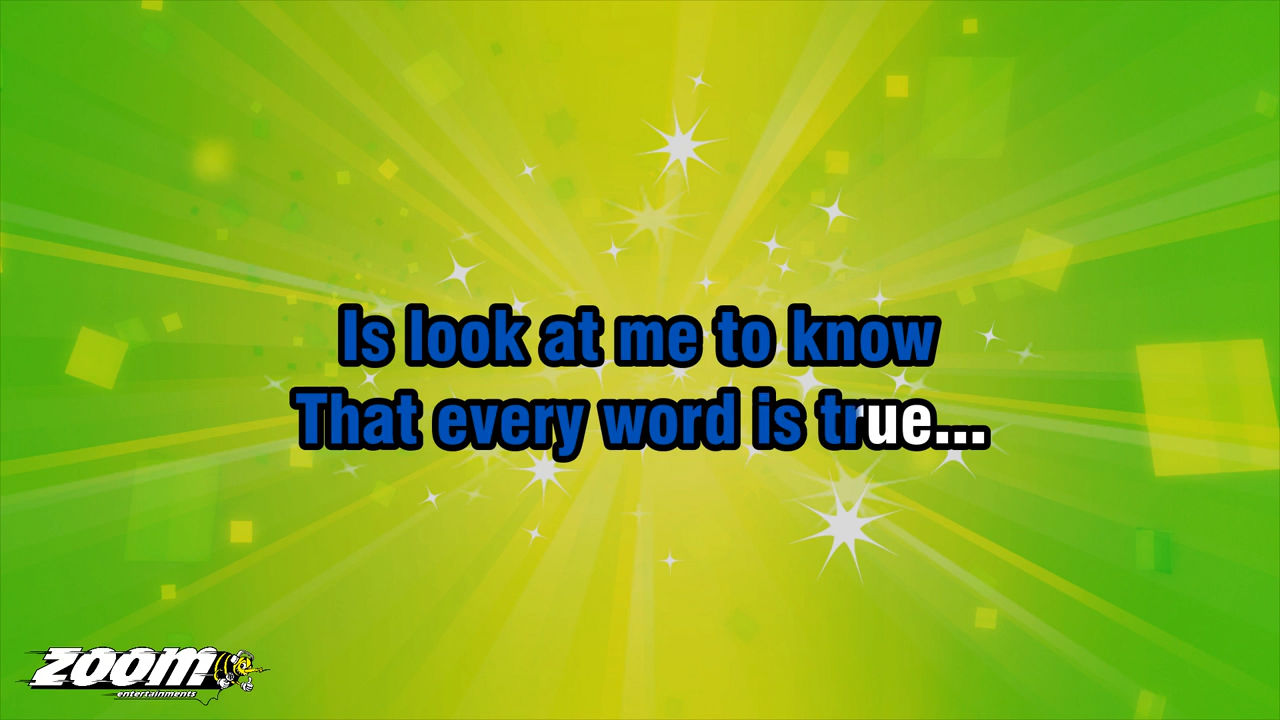 Is look at me to know
That every word is true...
zoom
entertainments